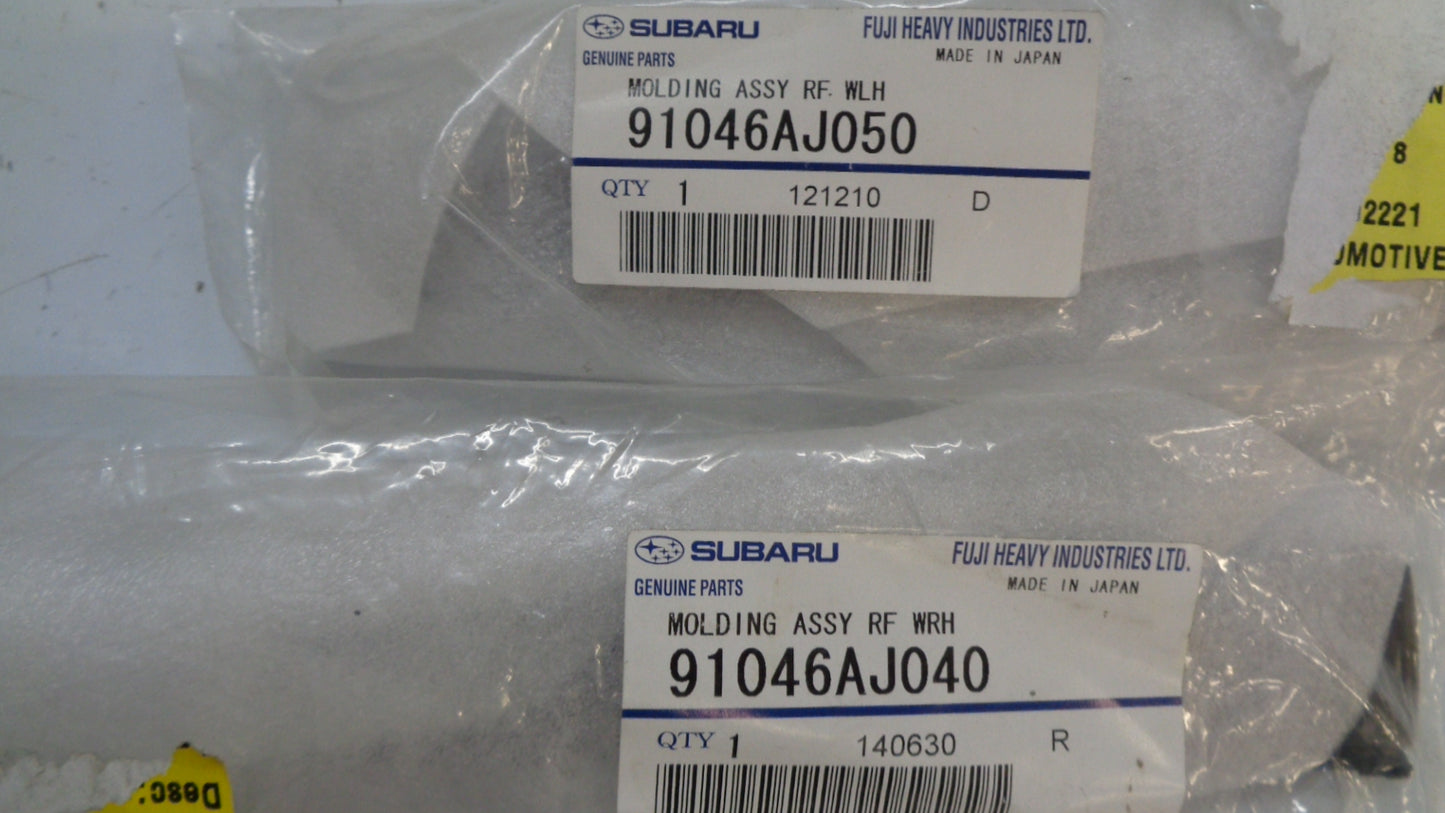 SUBARU FUJI HEAVY INDUSTRIES LTD.
GENUINE PARTS MADE IN JAPAN
MOLDING ASSY RF WLH
91046AJ050
QTY 1 121210 D
8
2221
OMOTIVE
SUBARU FUJI HEAVY INDUSTRIES LTD.
GENUINE PARTS MADE IN JAPAN
MOLDING ASSY RF WRH
91046AJ040
QTY 1 140630 R
Desc: